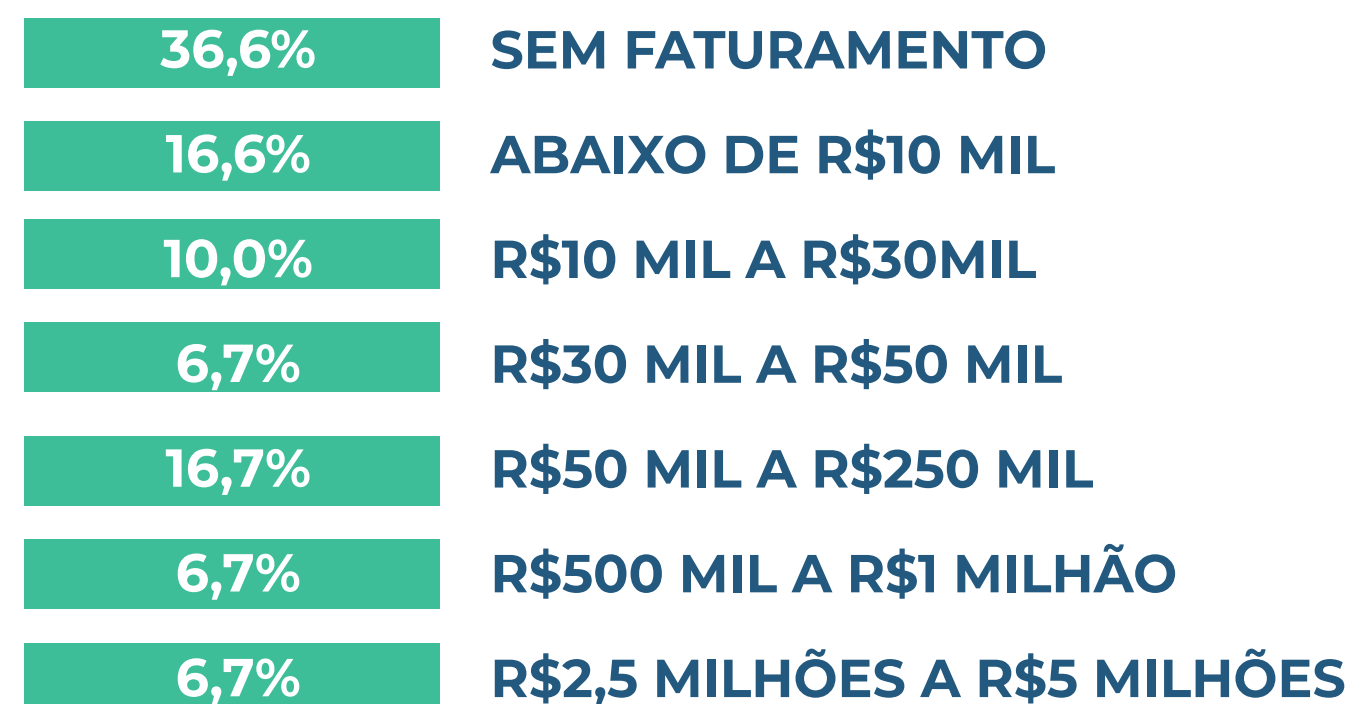 36,6% SEM FATURAMENTO
16,6% ABAIXO DE R$10 MIL
10,0% R$10 MIL A R$30MIL
6,7% R$30 MIL A R$50 MIL
16,7% R$50 MIL A R$250 MIL
6,7% R$500 MIL A R$1 MILHÃO
6,7% R$2,5 MILHÕES A R$5 MILHÕES